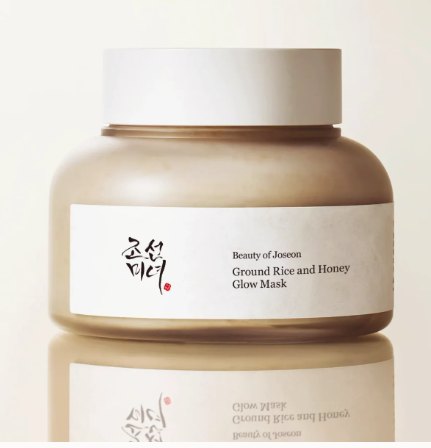 조선
미녀
Beauty of Joseon
Ground Rice and Honey
Glow Mask